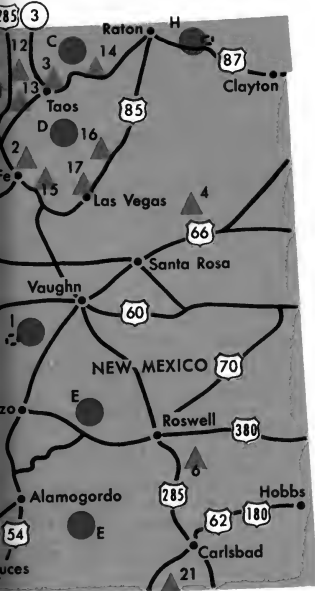 285 3
H
Raton
12 C
3 14
87
Clayton
13
Taos
85
D 16
2
Fe 17
15
Las Vegas
4
66
Santa Rosa
Vaughn
60
I
NEW MEXICO 70
E
zo
Roswell
380
6
285
Hobbs
Alamogordo
62 180
54 E
Carlsbad
uces
21